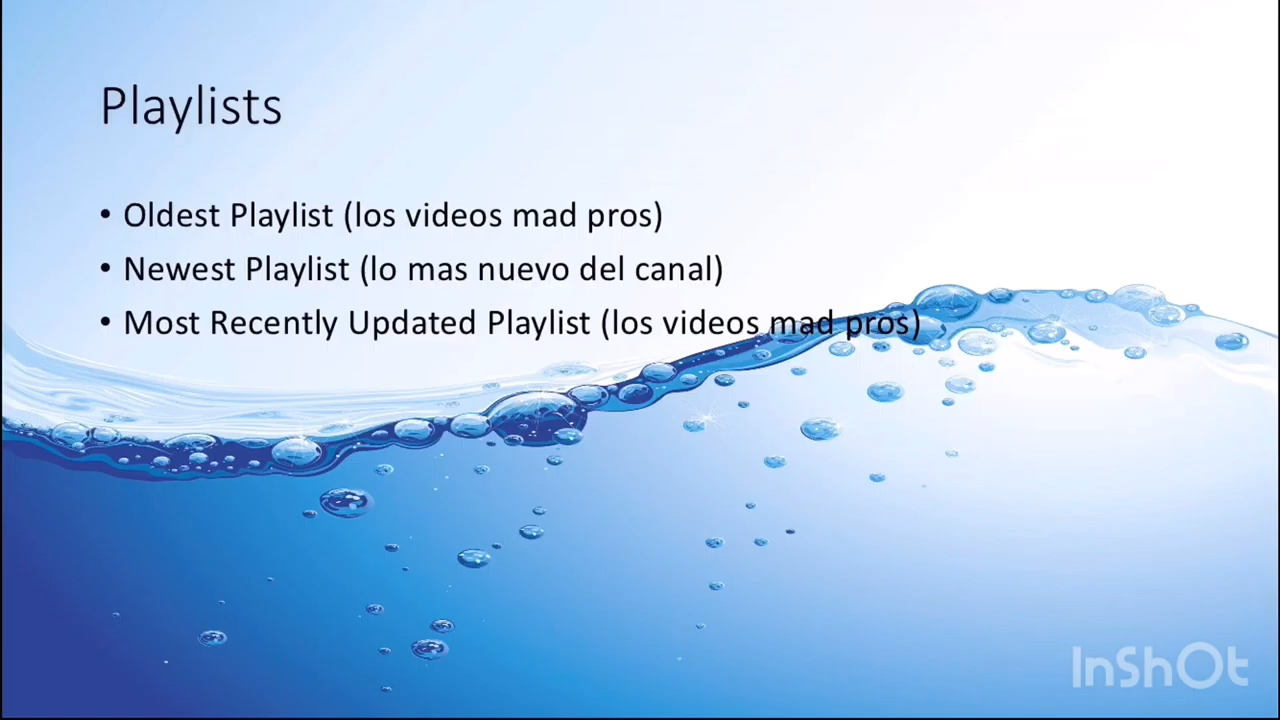 Playlists
• Oldest Playlist (los videos mad pros)
• Newest Playlist (lo mas nuevo del canal)
• Most Recently Updated Playlist (los videos mad pros)
InShOt